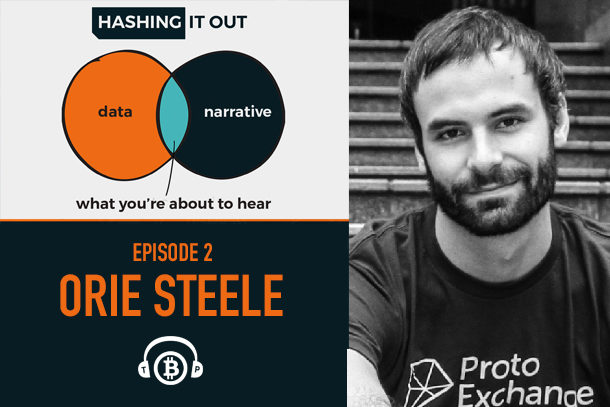 HASHING IT OUT
data
narrative
what you're about to hear
EPISODE 2
ORIE STEELE
T B P
Proto
Exchange